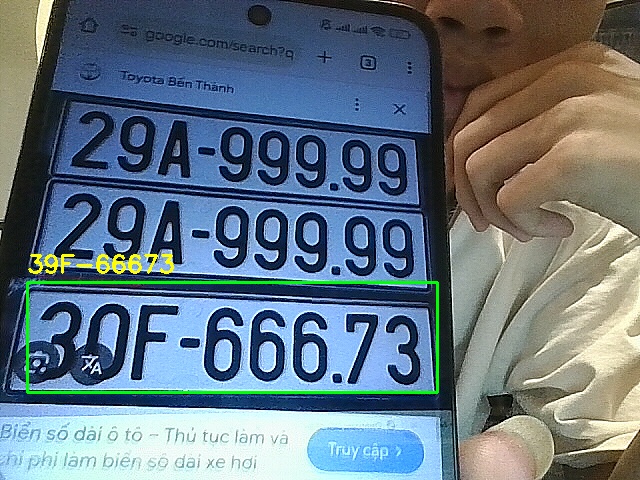 google.com/search?q
3
Toyota Bến Thành
29A-999.99
29A-999.99
39F-66673
30F-666.73
Biển số dài ô tô – Thủ tục làm và
chi phí làm biển số dài xe hơi
Truy cập ›